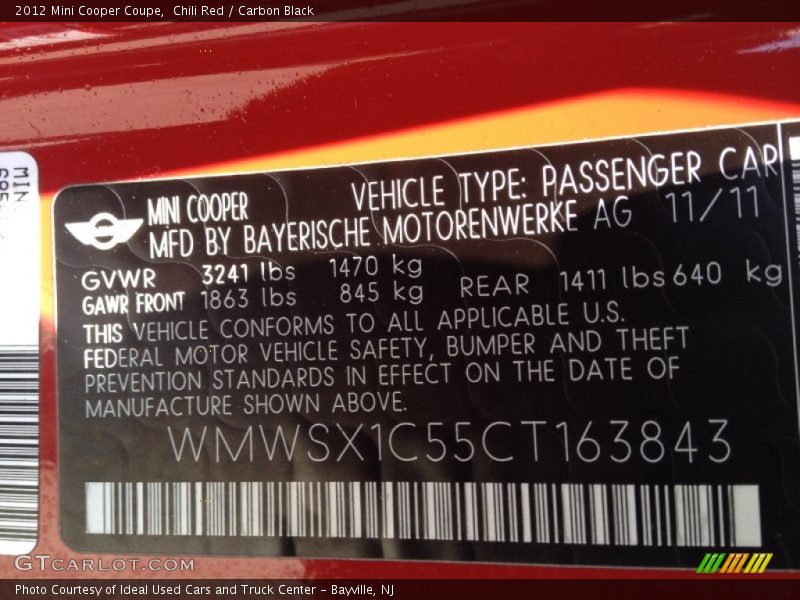 2012 Mini Cooper Coupe,  Chili Red / Carbon Black
MINI COOPER VEHICLE TYPE: PASSENGER CAR
MFD BY BAYERISCHE MOTORENWERKE AG 11/11
GVWR 3241 lbs 1470 kg
GAWR FRONT 1863 lbs 845 kg REAR 1411 lbs 640 kg
THIS VEHICLE CONFORMS TO ALL APPLICABLE U.S.
FEDERAL MOTOR VEHICLE SAFETY, BUMPER AND THEFT
PREVENTION STANDARDS IN EFFECT ON THE DATE OF
MANUFACTURE SHOWN ABOVE.
WMWSX1C55CT163843
GTCARLOT.COM
Photo Courtesy of Ideal Used Cars and Truck Center - Bayville, NJ